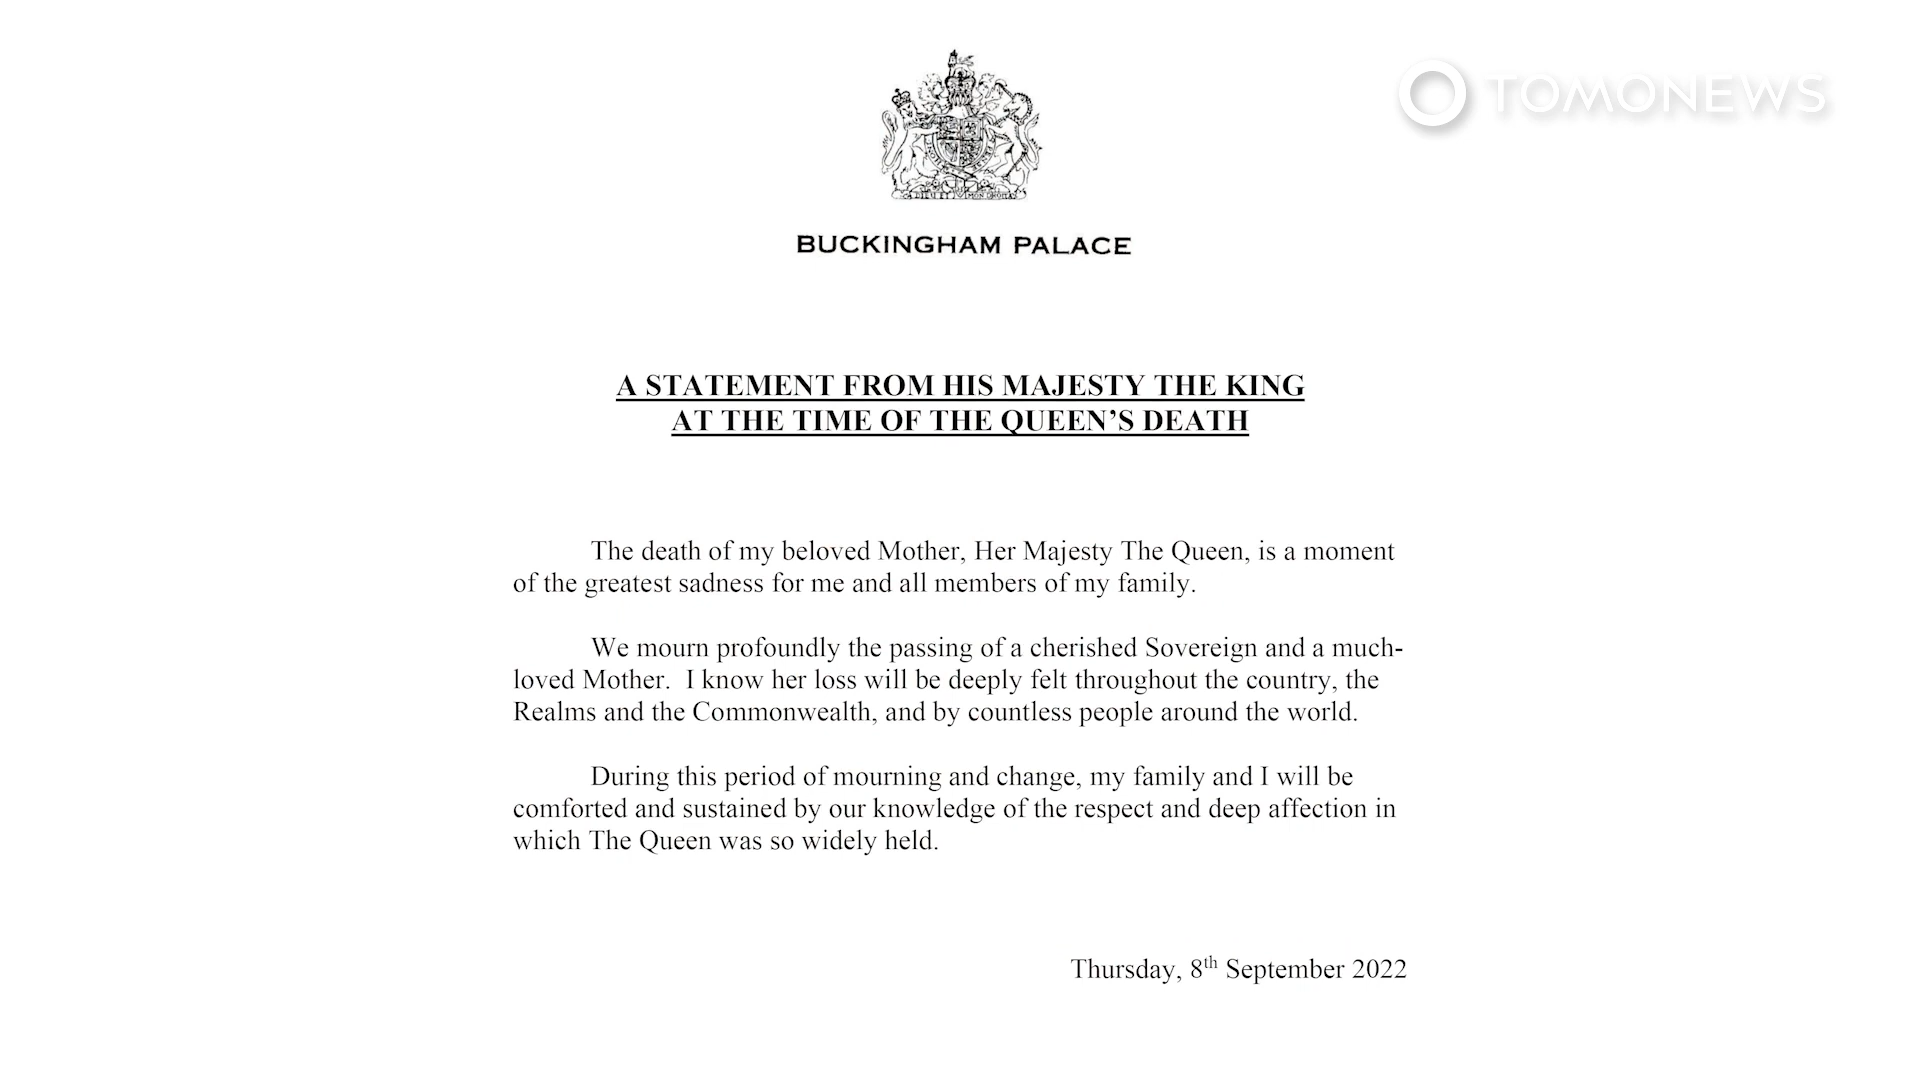 TOMONEWS
BUCKINGHAM PALACE
A STATEMENT FROM HIS MAJESTY THE KING
AT THE TIME OF THE QUEEN’S DEATH
The death of my beloved Mother, Her Majesty The Queen, is a moment
of the greatest sadness for me and all members of my family.
We mourn profoundly the passing of a cherished Sovereign and a much-
loved Mother.  I know her loss will be deeply felt throughout the country, the
Realms and the Commonwealth, and by countless people around the world.
During this period of mourning and change, my family and I will be
comforted and sustained by our knowledge of the respect and deep affection in
which The Queen was so widely held.
Thursday, 8th September 2022